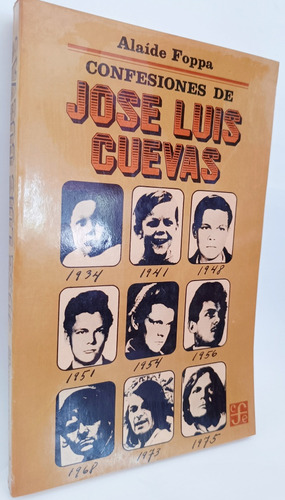 Alaíde Foppa
CONFESIONES DE
JOSE LUIS
CUEVAS
1934 1941 1948
1951 1954 1956
1968 1973 1975